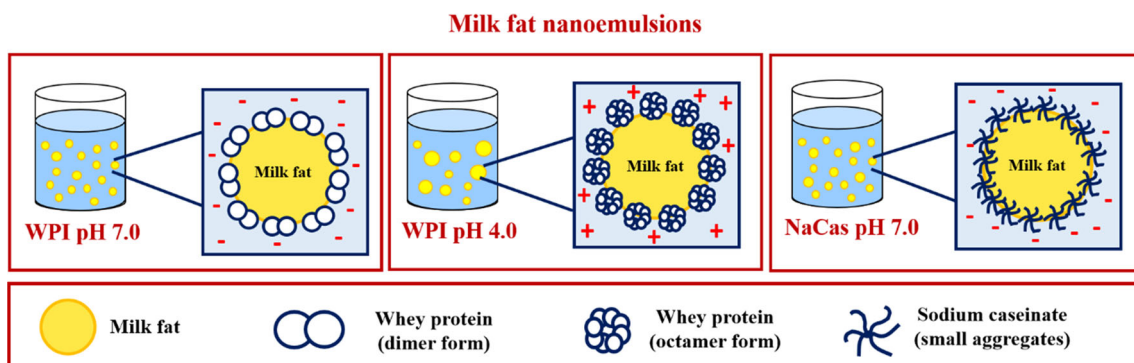 Milk fat nanoemulsions
Milk fat
WPI pH 7.0
Milk fat
WPI pH 4.0
Milk fat
NaCas pH 7.0
Milk fat
Whey protein
(dimer form)
Whey protein
(octamer form)
Sodium caseinate
(small aggregates)